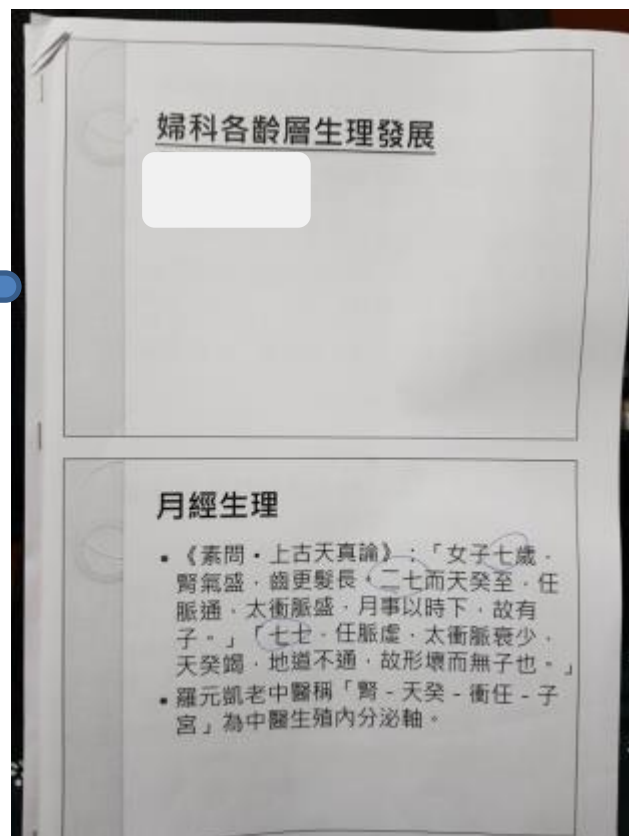 婦科各齡層生理發展
月經生理
▪ 《素問・上古天真論》：「女子七歲，
腎氣盛，齒更髮長，二七而天癸至，任
脈通，太衝脈盛，月事以時下，故有
子。」「七七，任脈虛，太衝脈衰少，
天癸竭，地道不通，故形壞而無子也。」
▪ 羅元凱老中醫稱「腎－天癸－衝任－子
宮」為中醫生殖內分泌軸。